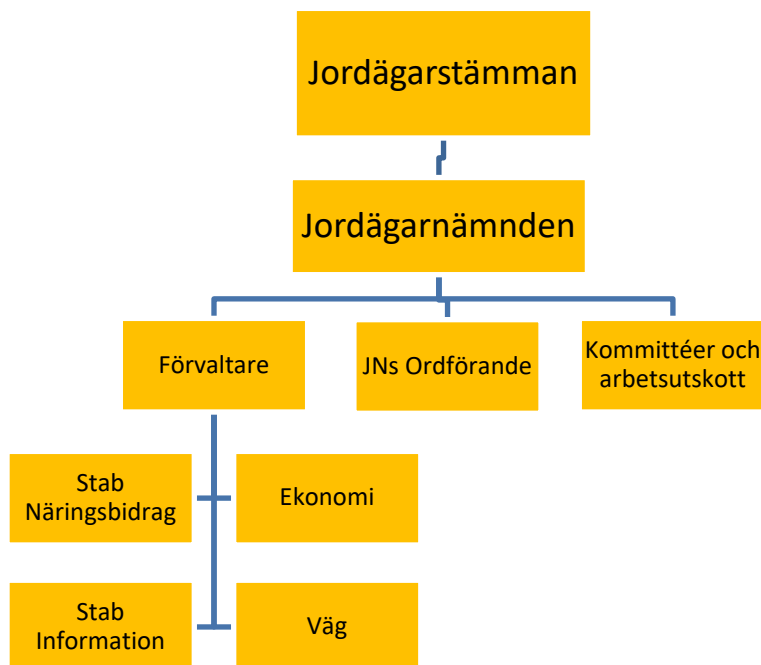 Jordägarstämman
Jordägarnämnden
Förvaltare
JNs Ordförande
Kommittéer och
arbetsutskott
Stab
Näringsbidrag
Ekonomi
Stab
Information
Väg